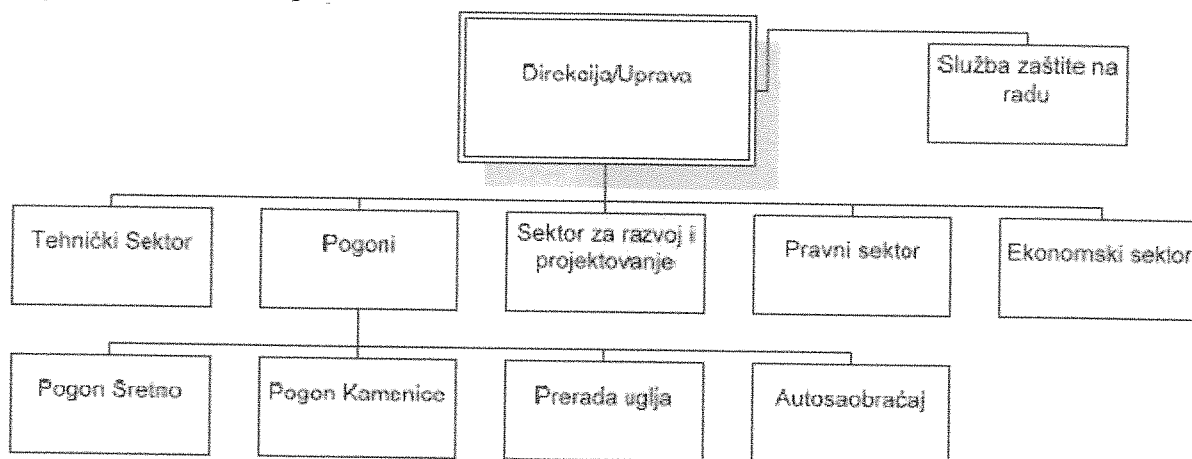 Direkcija/Uprava
Služba zaštite na
radu
Tehnički Sektor
Pogoni
Sektor za razvoj i
projektovanje
Pravni sektor
Ekonomski sektor
Pogon Sretno
Pogon Kamenice
Prerada uglja
Autosaobraćaj